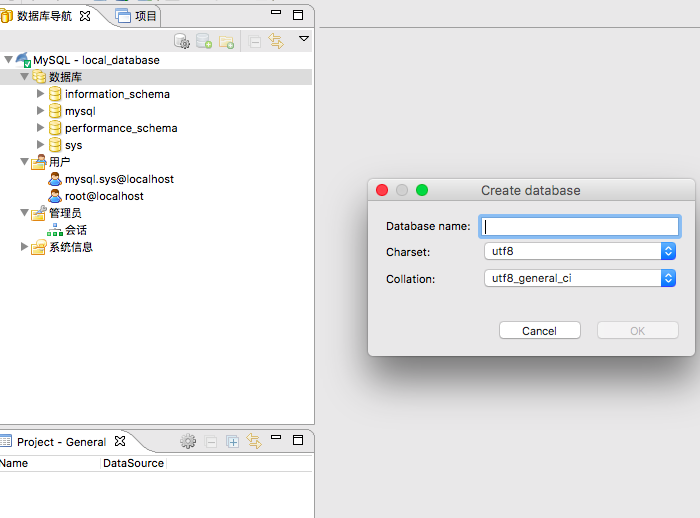 数据库导航 项目
MySQL - local_database
数据库
information_schema
mysql
performance_schema
sys
用户
mysql.sys@localhost
root@localhost
管理员
会话
系统信息
Create database
Database name:
Charset: utf8
Collation: utf8_general_ci
Cancel OK
Project - General
Name DataSource